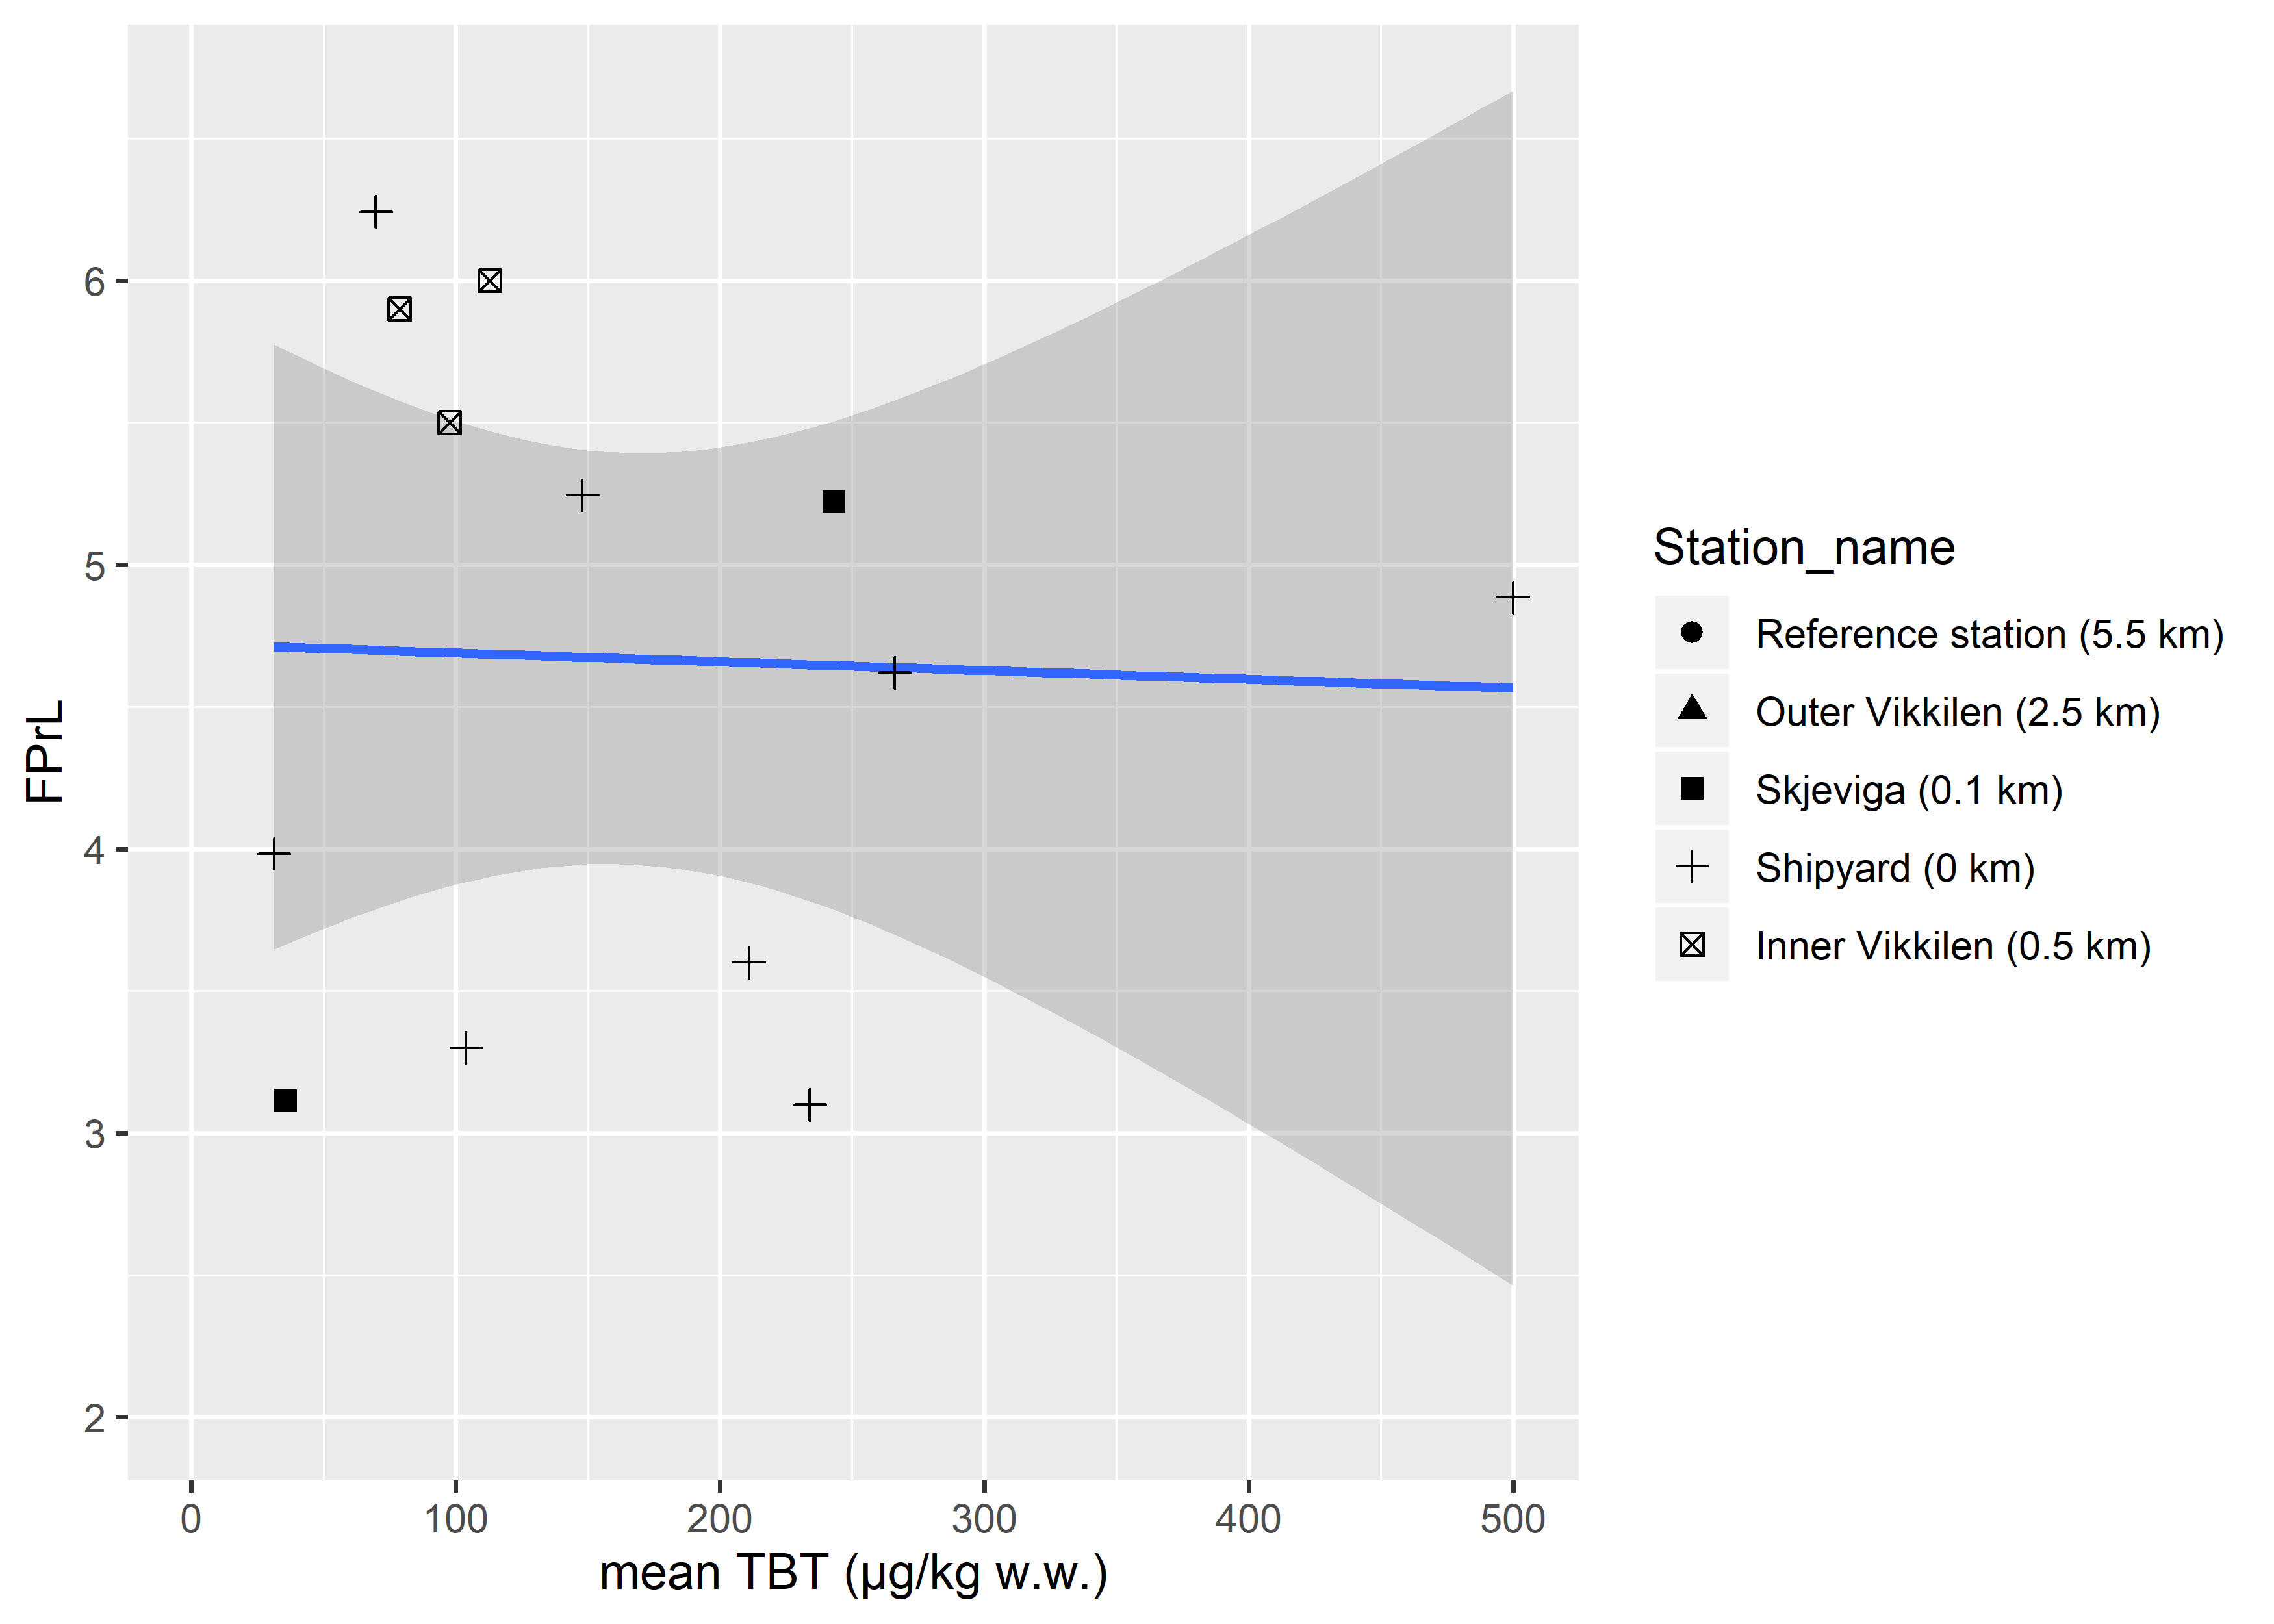 6
5
4
3
2
FPrL
0 100 200 300 400 500
mean TBT (µg/kg w.w.)
Station_name
Reference station (5.5 km)
Outer Vikkilen (2.5 km)
Skjeviga (0.1 km)
Shipyard (0 km)
Inner Vikkilen (0.5 km)